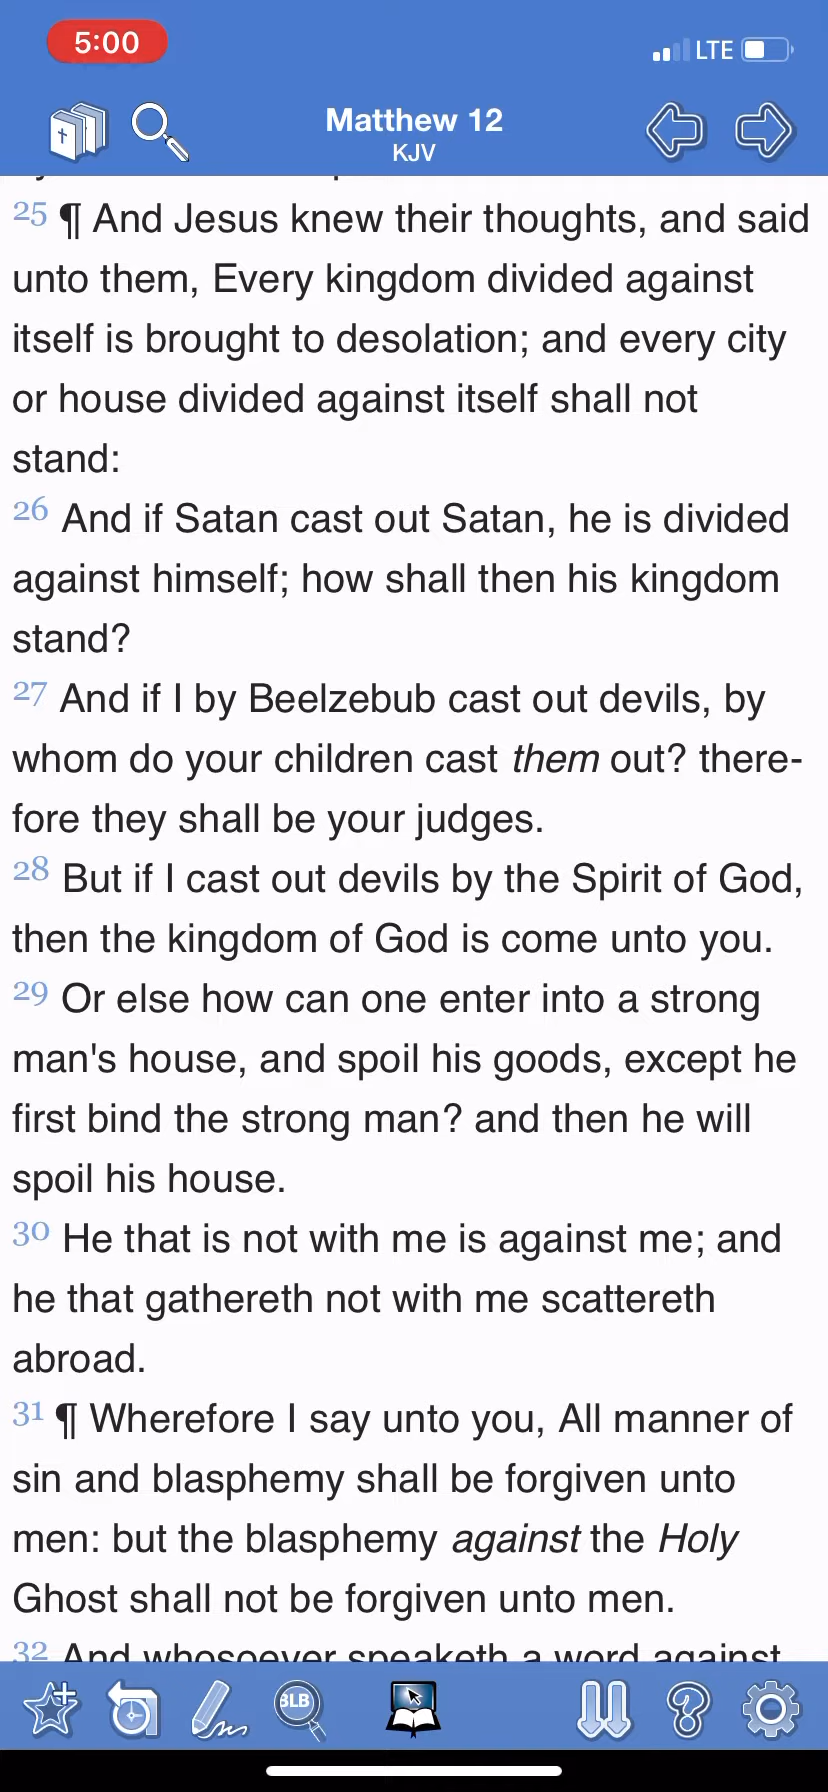 5:00
LTE
Matthew 12
KJV
25 ¶ And Jesus knew their thoughts, and said
unto them, Every kingdom divided against
itself is brought to desolation; and every city
or house divided against itself shall not
stand:
26 And if Satan cast out Satan, he is divided
against himself; how shall then his kingdom
stand?
27 And if I by Beelzebub cast out devils, by
whom do your children cast them out? there-
fore they shall be your judges.
28 But if I cast out devils by the Spirit of God,
then the kingdom of God is come unto you.
29 Or else how can one enter into a strong
man's house, and spoil his goods, except he
first bind the strong man? and then he will
spoil his house.
30 He that is not with me is against me; and
he that gathereth not with me scattereth
abroad.
31 ¶ Wherefore I say unto you, All manner of
sin and blasphemy shall be forgiven unto
men: but the blasphemy against the Holy
Ghost shall not be forgiven unto men.
32 And whosoever speaketh a word against
BLB